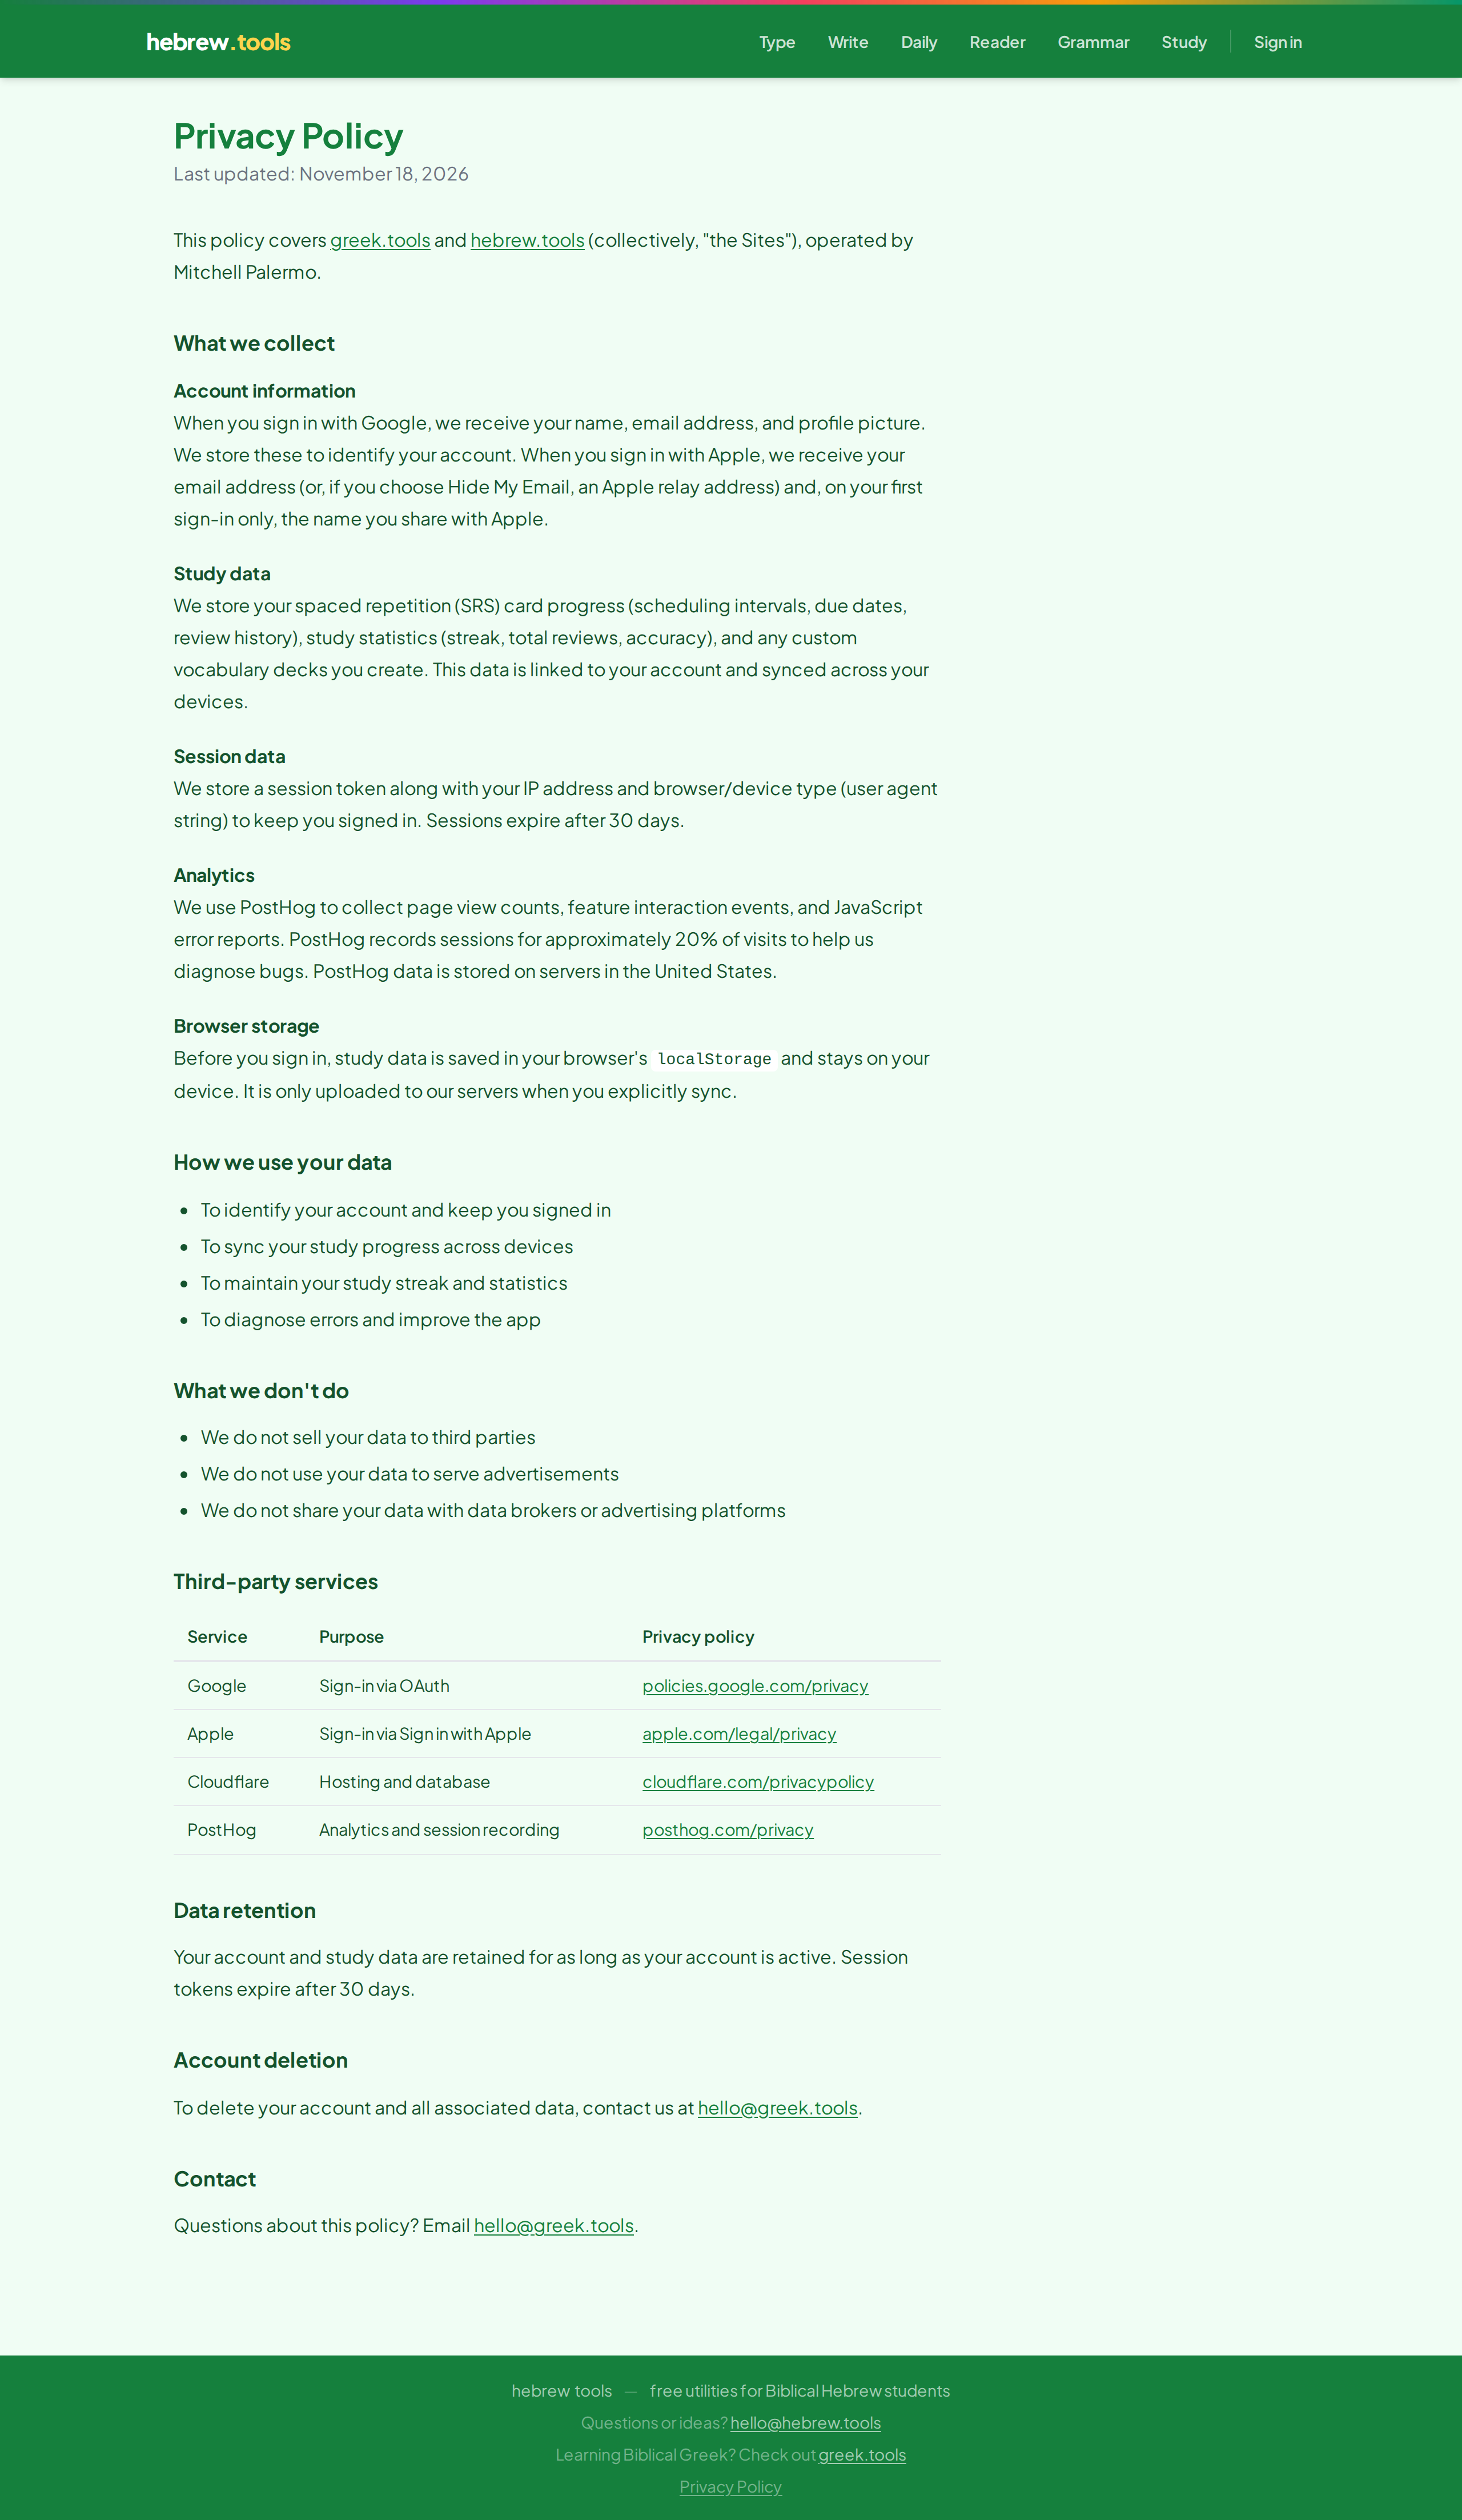 hebrew.tools
Type Write Daily Reader Grammar Study Sign in
Privacy Policy
Last updated: November 18, 2026
This policy covers greek.tools and hebrew.tools (collectively, "the Sites"), operated by
Mitchell Palermo.
What we collect
Account information
When you sign in with Google, we receive your name, email address, and profile picture.
We store these to identify your account. When you sign in with Apple, we receive your
email address (or, if you choose Hide My Email, an Apple relay address) and, on your first
sign-in only, the name you share with Apple.
Study data
We store your spaced repetition (SRS) card progress (scheduling intervals, due dates,
review history), study statistics (streak, total reviews, accuracy), and any custom
vocabulary decks you create. This data is linked to your account and synced across your
devices.
Session data
We store a session token along with your IP address and browser/device type (user agent
string) to keep you signed in. Sessions expire after 30 days.
Analytics
We use PostHog to collect page view counts, feature interaction events, and JavaScript
error reports. PostHog records sessions for approximately 20% of visits to help us
diagnose bugs. PostHog data is stored on servers in the United States.
Browser storage
Before you sign in, study data is saved in your browser's localStorage and stays on your
device. It is only uploaded to our servers when you explicitly sync.
How we use your data
• To identify your account and keep you signed in
• To sync your study progress across devices
• To maintain your study streak and statistics
• To diagnose errors and improve the app
What we don't do
• We do not sell your data to third parties
• We do not use your data to serve advertisements
• We do not share your data with data brokers or advertising platforms
Third-party services
Service Purpose Privacy policy
Google Sign-in via OAuth policies.google.com/privacy
Apple Sign-in via Sign in with Apple apple.com/legal/privacy
Cloudflare Hosting and database cloudflare.com/privacypolicy
PostHog Analytics and session recording posthog.com/privacy
Data retention
Your account and study data are retained for as long as your account is active. Session
tokens expire after 30 days.
Account deletion
To delete your account and all associated data, contact us at hello@greek.tools.
Contact
Questions about this policy? Email hello@greek.tools.
hebrew tools — free utilities for Biblical Hebrew students
Questions or ideas? hello@hebrew.tools
Learning Biblical Greek? Check out greek.tools
Privacy Policy